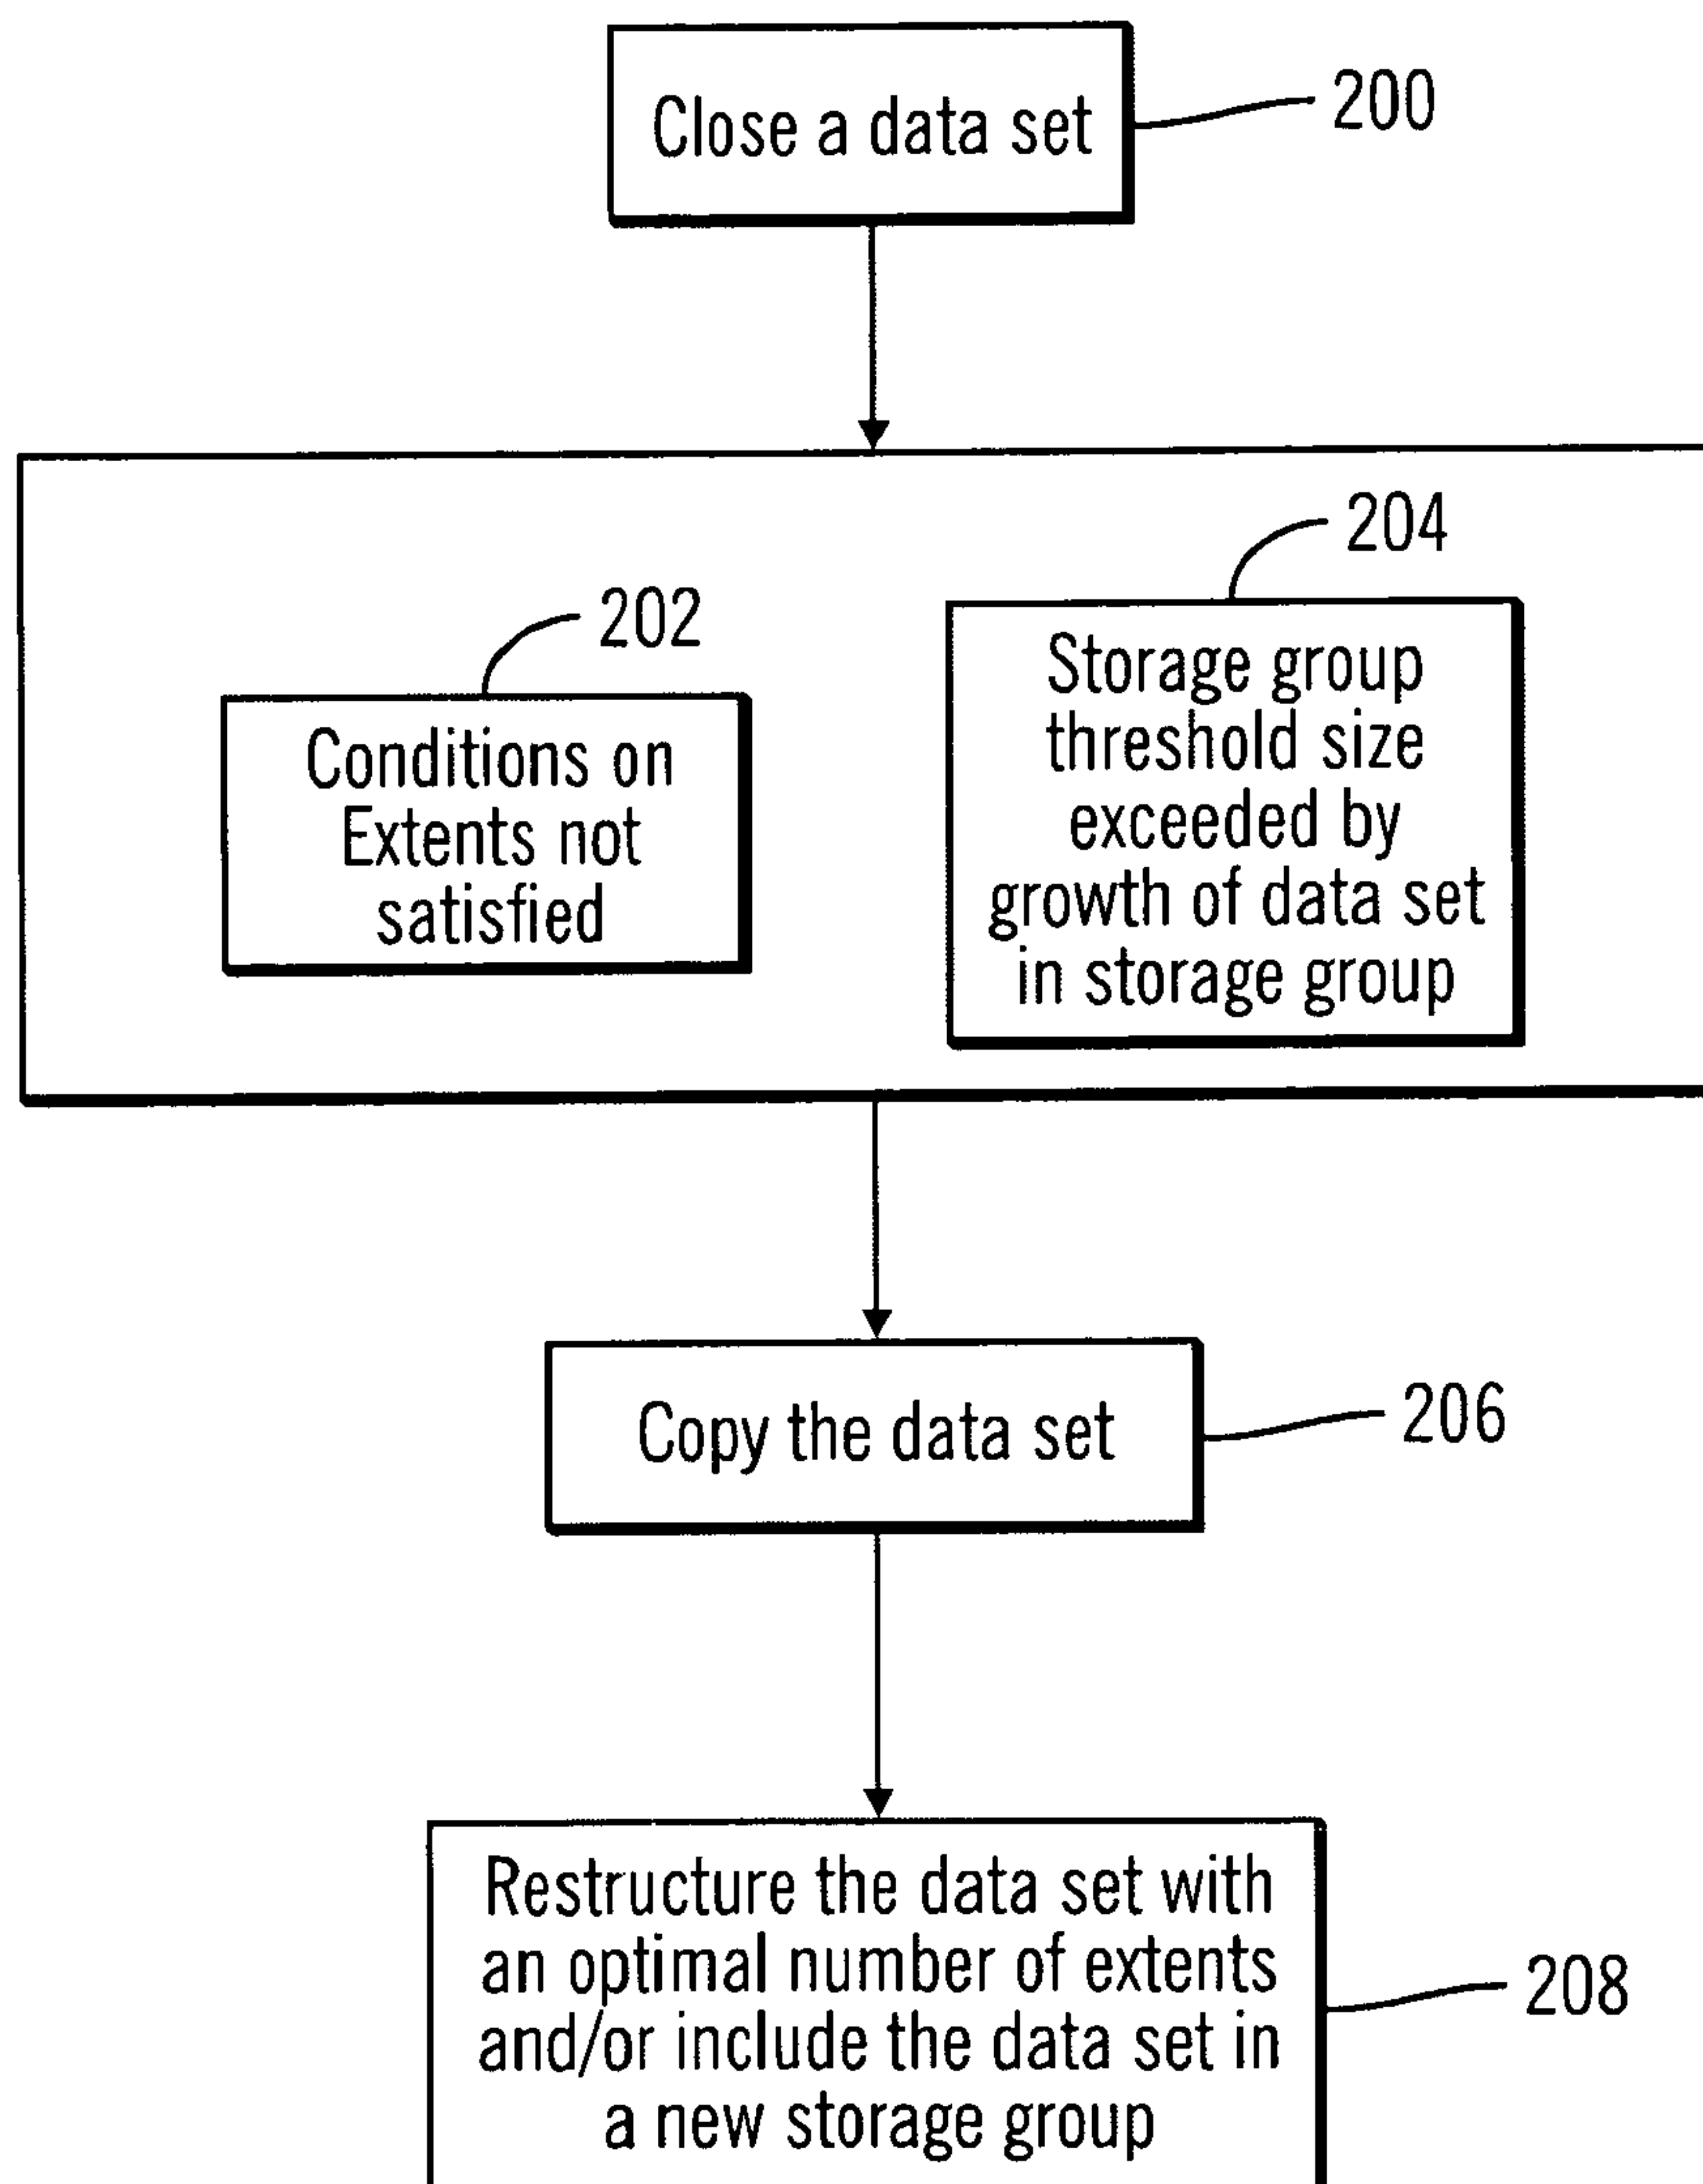 Close a data set
200
204
202
Conditions on
Extents not
satisfied
Storage group
threshold size
exceeded by
growth of data set
in storage group
Copy the data set
206
Restructure the data set with
an optimal number of extents
and/or include the data set in
a new storage group
208